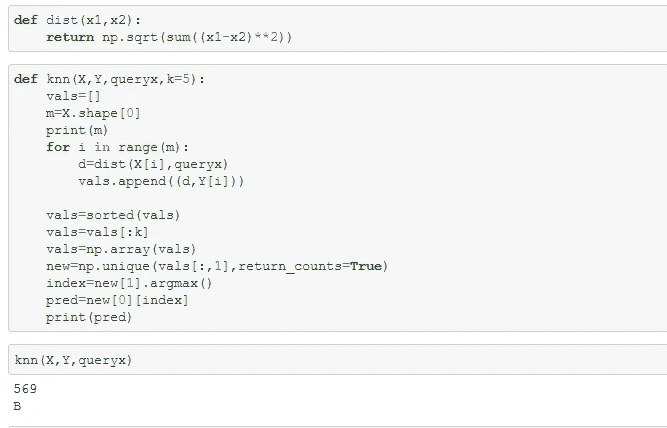 def dist(x1,x2):
    return np.sqrt(sum((x1-x2)**2))
def knn(X,Y,queryx,k=5):
    vals=[]
    m=X.shape[0]
    print(m)
    for i in range(m):
        d=dist(X[i],queryx)
        vals.append((d,Y[i]))
    vals=sorted(vals)
    vals=vals[:k]
    vals=np.array(vals)
    new=np.unique(vals[:,1],return_counts=True)
    index=new[1].argmax()
    pred=new[0][index]
    print(pred)
knn(X,Y,queryx)
569
B